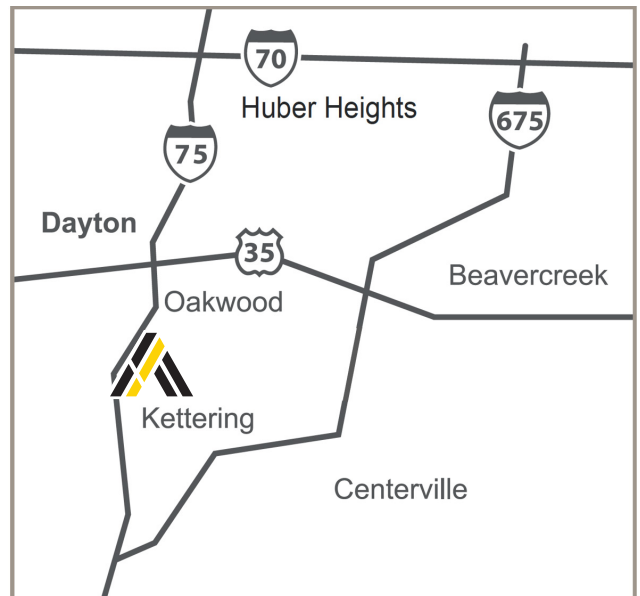 70
Huber Heights
675
75
Dayton
35
Beavercreek
Oakwood
Kettering
Centerville